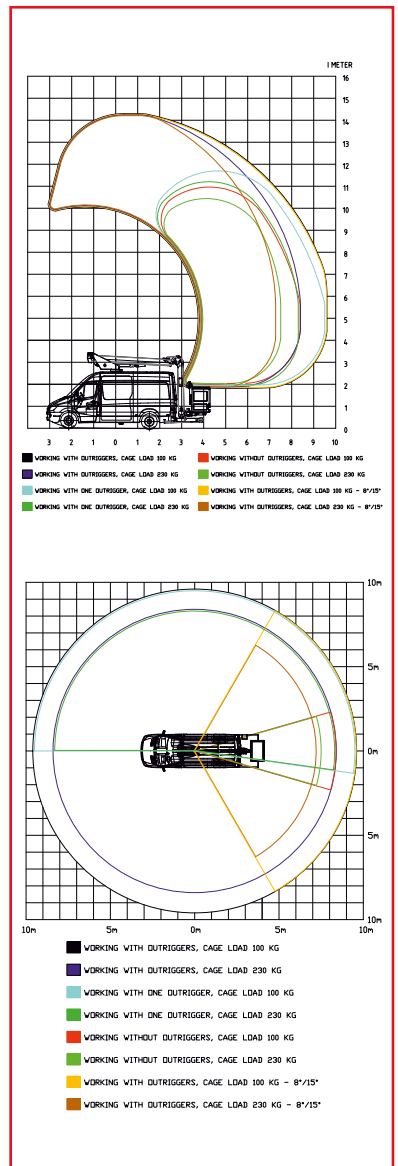 1 METER
16
15
14
13
12
11
10
9
8
7
6
5
4
3
2
1
0
3 2 1 0 1 2 3 4 5 6 7 8 9 10
WORKING WITH OUTRIGGERS, CAGE LOAD 100 KG
WORKING WITHOUT OUTRIGGERS, CAGE LOAD 100 KG
WORKING WITH OUTRIGGERS, CAGE LOAD 230 KG
WORKING WITHOUT OUTRIGGERS, CAGE LOAD 230 KG
WORKING WITH ONE OUTRIGGER, CAGE LOAD 100 KG
WORKING WITH OUTRIGGERS, CAGE LOAD 100 KG - 8°/15°
WORKING WITH ONE OUTRIGGER, CAGE LOAD 230 KG
WORKING WITH OUTRIGGERS, CAGE LOAD 230 KG - 8°/15°
10m
5m
0m
5m
10m
10m 5m 0m 5m 10m
WORKING WITH OUTRIGGERS, CAGE LOAD 100 KG
WORKING WITH OUTRIGGERS, CAGE LOAD 230 KG
WORKING WITH ONE OUTRIGGER, CAGE LOAD 100 KG
WORKING WITH ONE OUTRIGGER, CAGE LOAD 230 KG
WORKING WITHOUT OUTRIGGERS, CAGE LOAD 100 KG
WORKING WITHOUT OUTRIGGERS, CAGE LOAD 230 KG
WORKING WITH OUTRIGGERS, CAGE LOAD 100 KG - 8°/15°
WORKING WITH OUTRIGGERS, CAGE LOAD 230 KG - 8°/15°